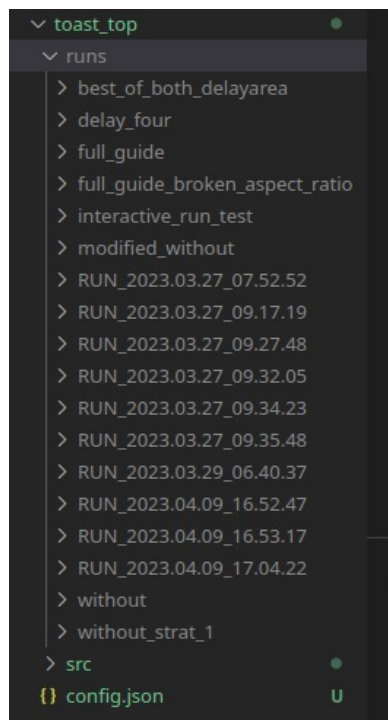 toast_top
runs
best_of_both_delayarea
delay_four
full_guide
full_guide_broken_aspect_ratio
interactive_run_test
modified_without
RUN_2023.03.27_07.52.52
RUN_2023.03.27_09.17.19
RUN_2023.03.27_09.27.48
RUN_2023.03.27_09.32.05
RUN_2023.03.27_09.34.23
RUN_2023.03.27_09.35.48
RUN_2023.03.29_06.40.37
RUN_2023.04.09_16.52.47
RUN_2023.04.09_16.53.17
RUN_2023.04.09_17.04.22
without
without_strat_1
src
{} config.json U